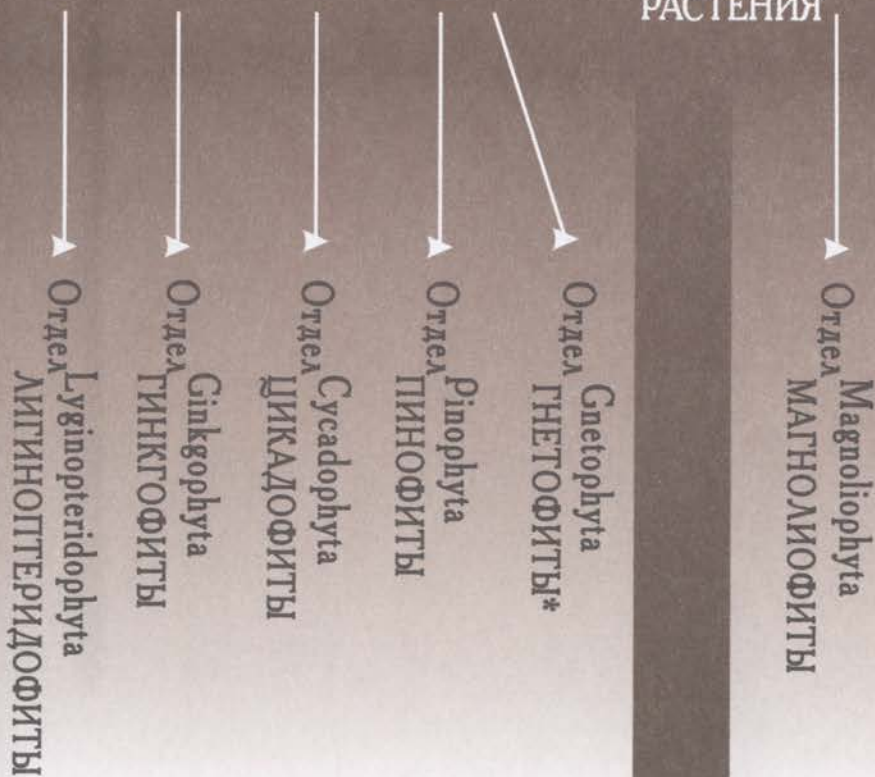 РАСТЕНИЯ
Отдел Lyginopteridophyta
ЛИГИНОПТЕРИДОФИТЫ
Отдел Ginkgophyta
ГИНКГОФИТЫ
Отдел Cycadophyta
ЦИКАДОФИТЫ
Отдел Pinophyta
ПИНОФИТЫ
Отдел Gnetophyta
ГНЕТОФИТЫ*
Отдел Magnoliophyta
МАГНОЛИОФИТЫ